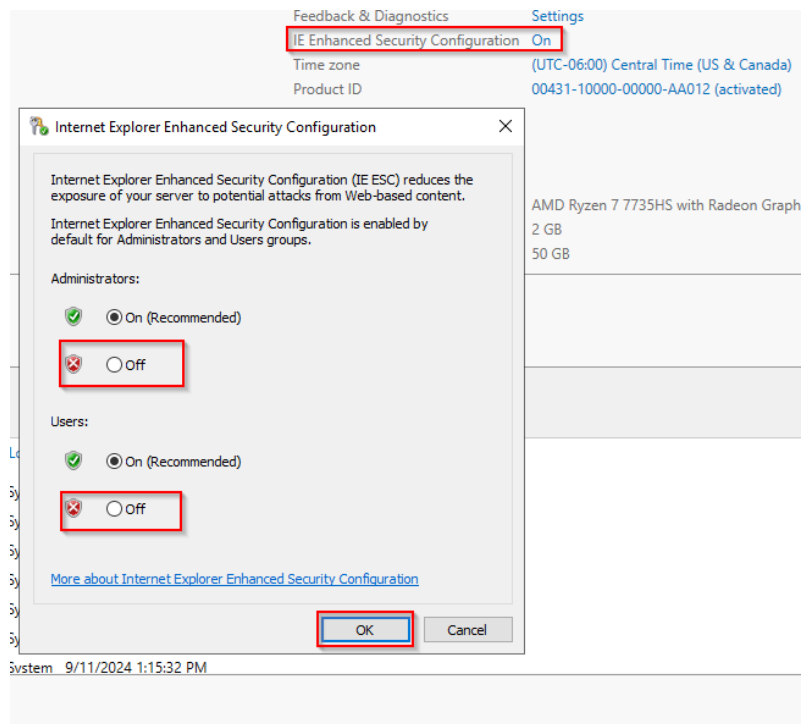 Feedback & Diagnostics Settings
IE Enhanced Security Configuration On
Time zone (UTC-06:00) Central Time (US & Canada)
Product ID 00431-10000-00000-AA012 (activated)
Internet Explorer Enhanced Security Configuration
Internet Explorer Enhanced Security Configuration (IE ESC) reduces the
exposure of your server to potential attacks from Web-based content.
Internet Explorer Enhanced Security Configuration is enabled by
default for Administrators and Users groups.
AMD Ryzen 7 7735HS with Radeon Graph
2 GB
50 GB
Administrators:
On (Recommended)
Off
Users:
On (Recommended)
Off
More about Internet Explorer Enhanced Security Configuration
OK Cancel
System 9/11/2024 1:15:32 PM